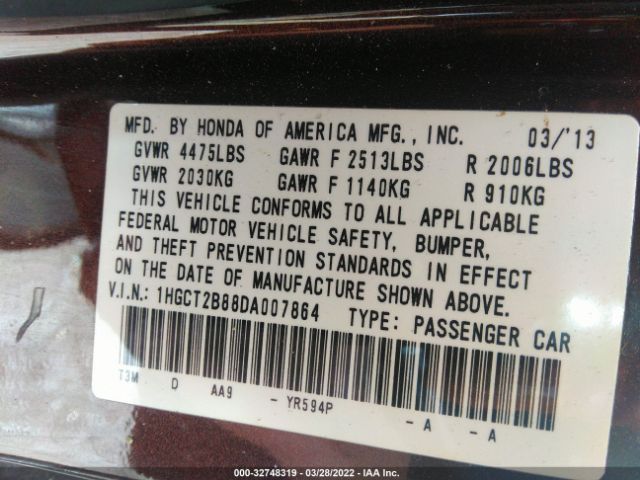 MFD. BY HONDA OF AMERICA MFG., INC. 03/'13
GVWR 4475LBS GAWR F 2513LBS R 2006LBS
GVWR 2030KG GAWR F 1140KG R 910KG
THIS VEHICLE CONFORMS TO ALL APPLICABLE
FEDERAL MOTOR VEHICLE SAFETY, BUMPER,
AND THEFT PREVENTION STANDARDS IN EFFECT
ON THE DATE OF MANUFACTURE SHOWN ABOVE.
V.I.N.: 1HGCT2B88DA007864 TYPE: PASSENGER CAR
T3M D AA9 - YR594P - A - A
000-32748319 - 03/28/2022 - IAA Inc.